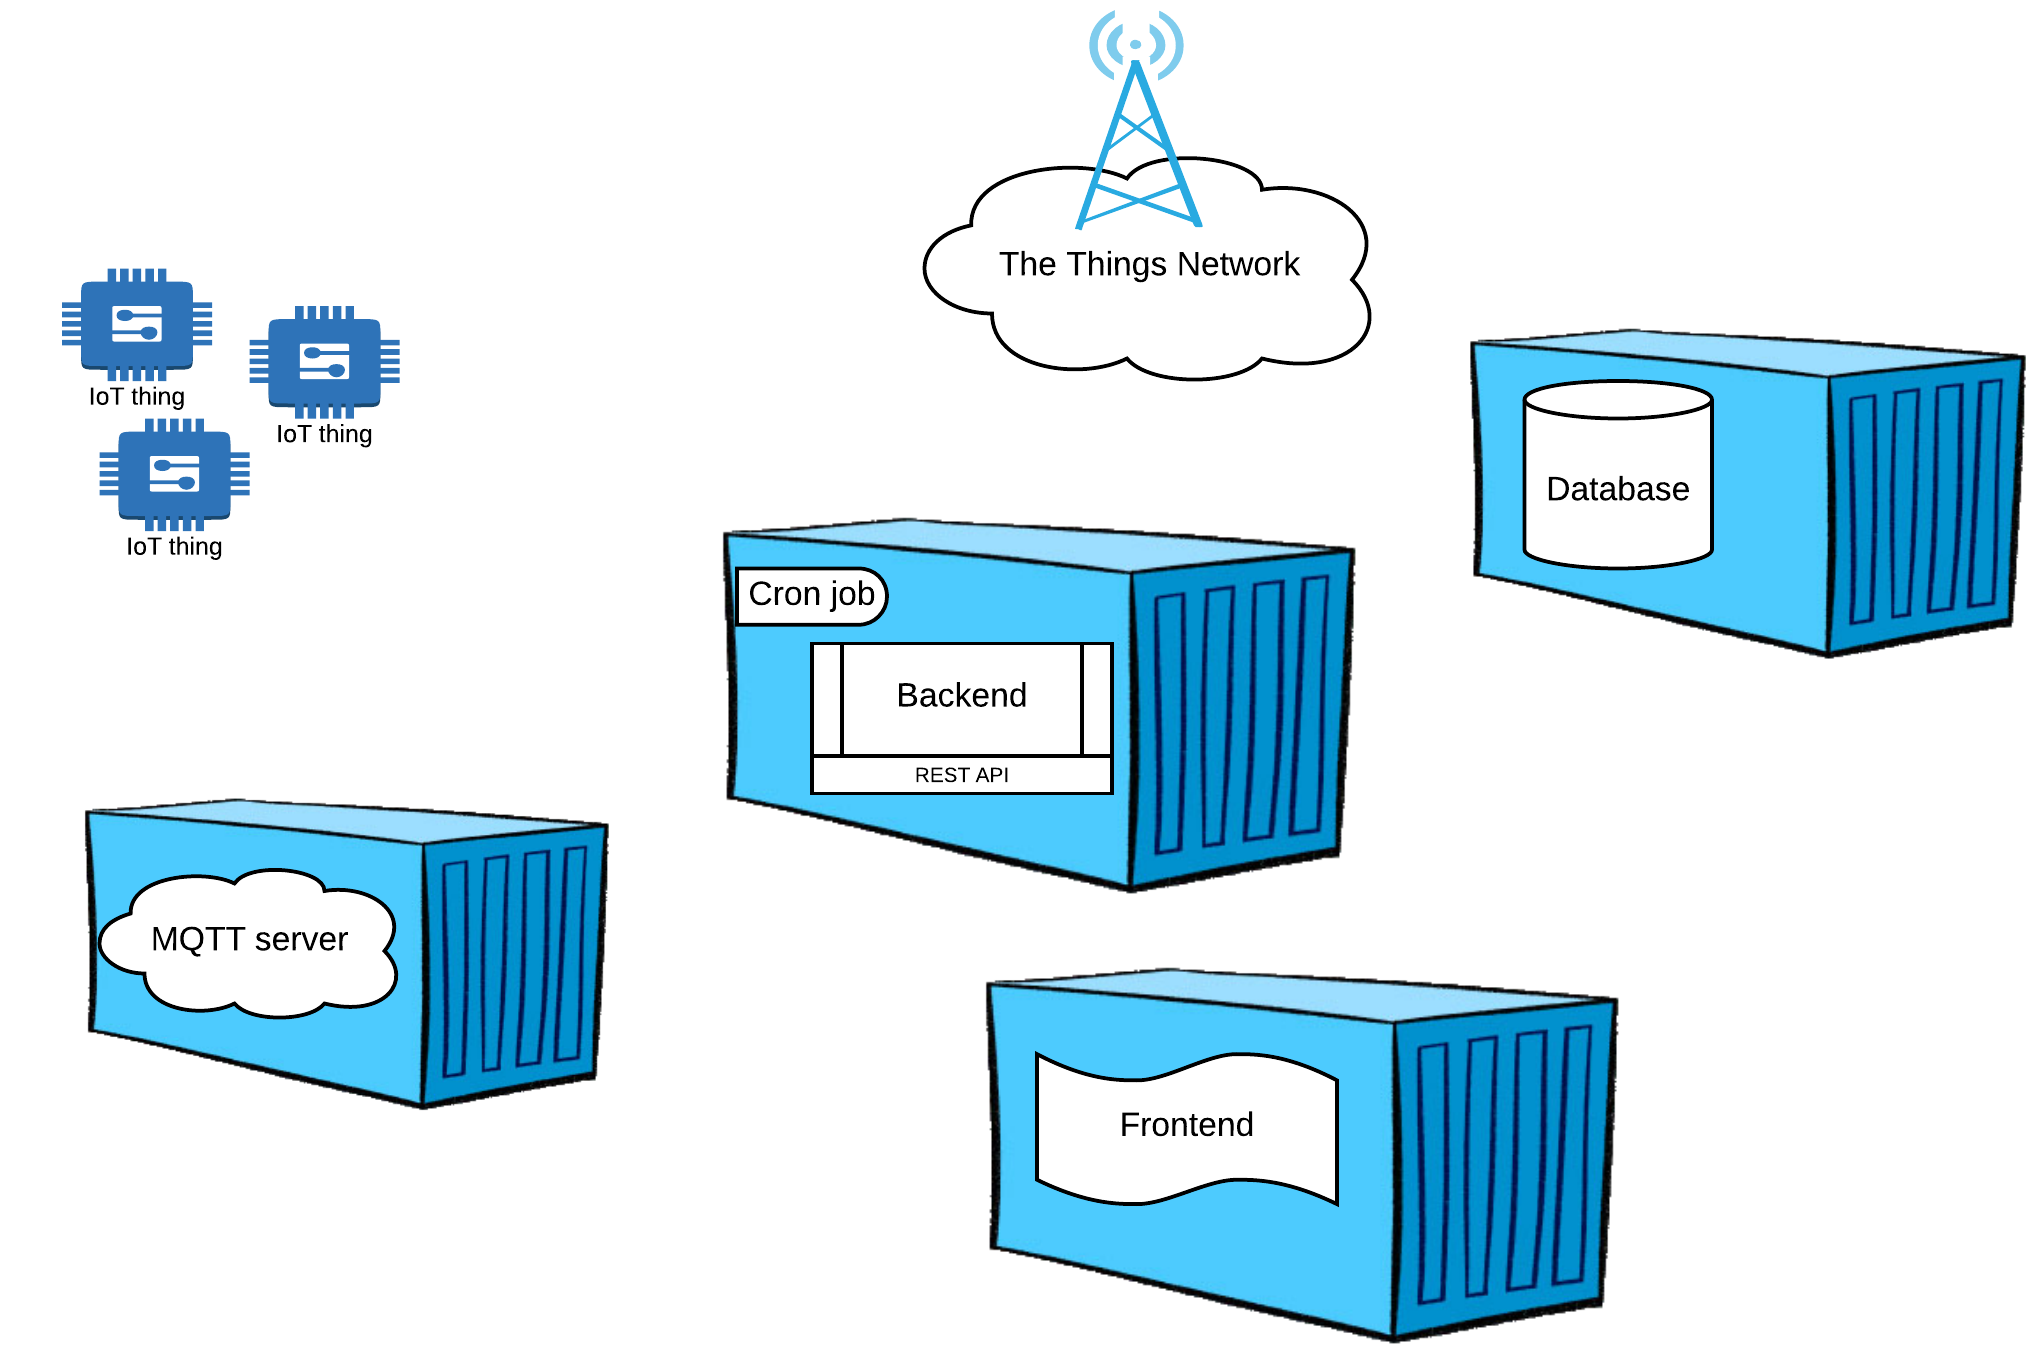 The Things Network
IoT thing
IoT thing
IoT thing
Database
Cron job
Backend
REST API
MQTT server
Frontend